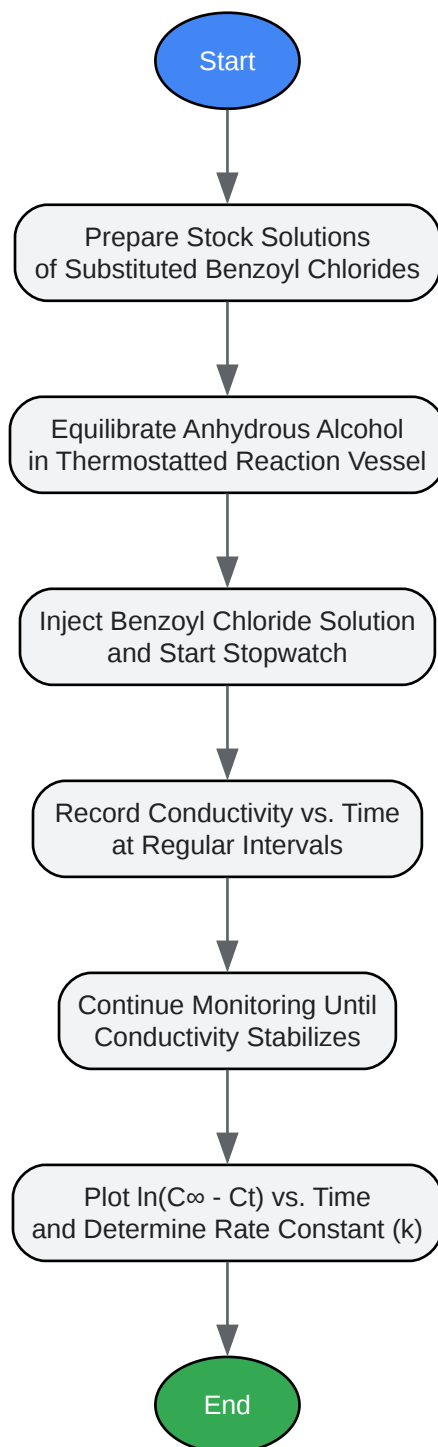 Start
Prepare Stock Solutions
of Substituted Benzoyl Chlorides
Equilibrate Anhydrous Alcohol
in Thermostatted Reaction Vessel
Inject Benzoyl Chloride Solution
and Start Stopwatch
Record Conductivity vs. Time
at Regular Intervals
Continue Monitoring Until
Conductivity Stabilizes
Plot ln(C∞ - Ct) vs. Time
and Determine Rate Constant (k)
End